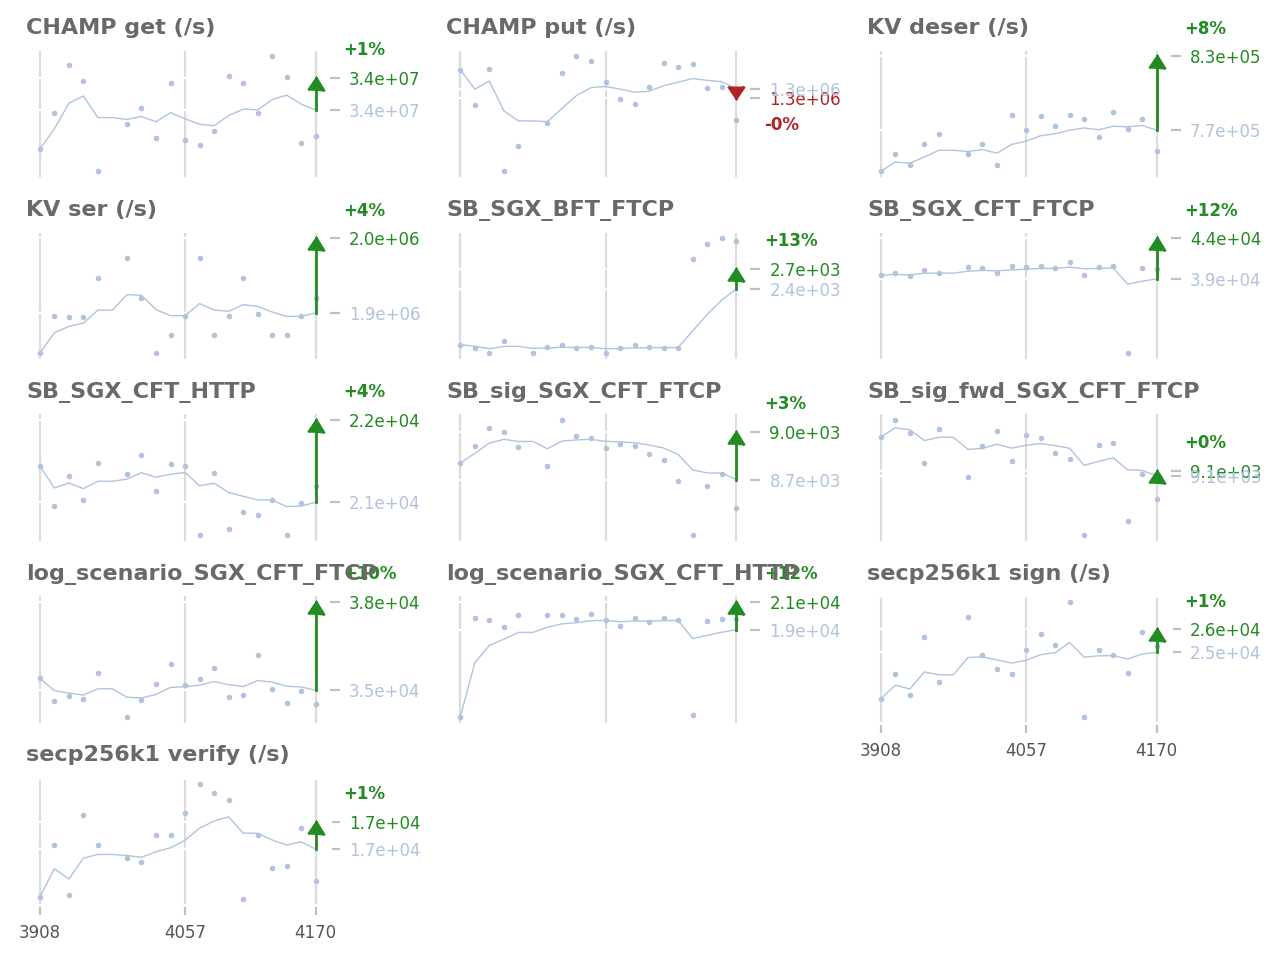 CHAMP get (/s)
+1%
3.4e+07
3.4e+07
CHAMP put (/s)
1.3e+06
1.3e+06
-0%
KV deser (/s)
+8%
8.3e+05
7.7e+05
KV ser (/s)
+4%
2.0e+06
1.9e+06
SB_SGX_BFT_FTCP
+13%
2.7e+03
2.4e+03
SB_SGX_CFT_FTCP
+12%
4.4e+04
3.9e+04
SB_SGX_CFT_HTTP
+4%
2.2e+04
2.1e+04
SB_sig_SGX_CFT_FTCP
+3%
9.0e+03
8.7e+03
SB_sig_fwd_SGX_CFT_FTCP
+0%
9.1e+03
9.1e+03
log_scenario_SGX_CFT_FTCP
+10%
3.8e+04
3.5e+04
log_scenario_SGX_CFT_HTTP
+12%
2.1e+04
1.9e+04
secp256k1 sign (/s)
+1%
2.6e+04
2.5e+04
3908
4057
4170
secp256k1 verify (/s)
+1%
1.7e+04
1.7e+04
3908
4057
4170